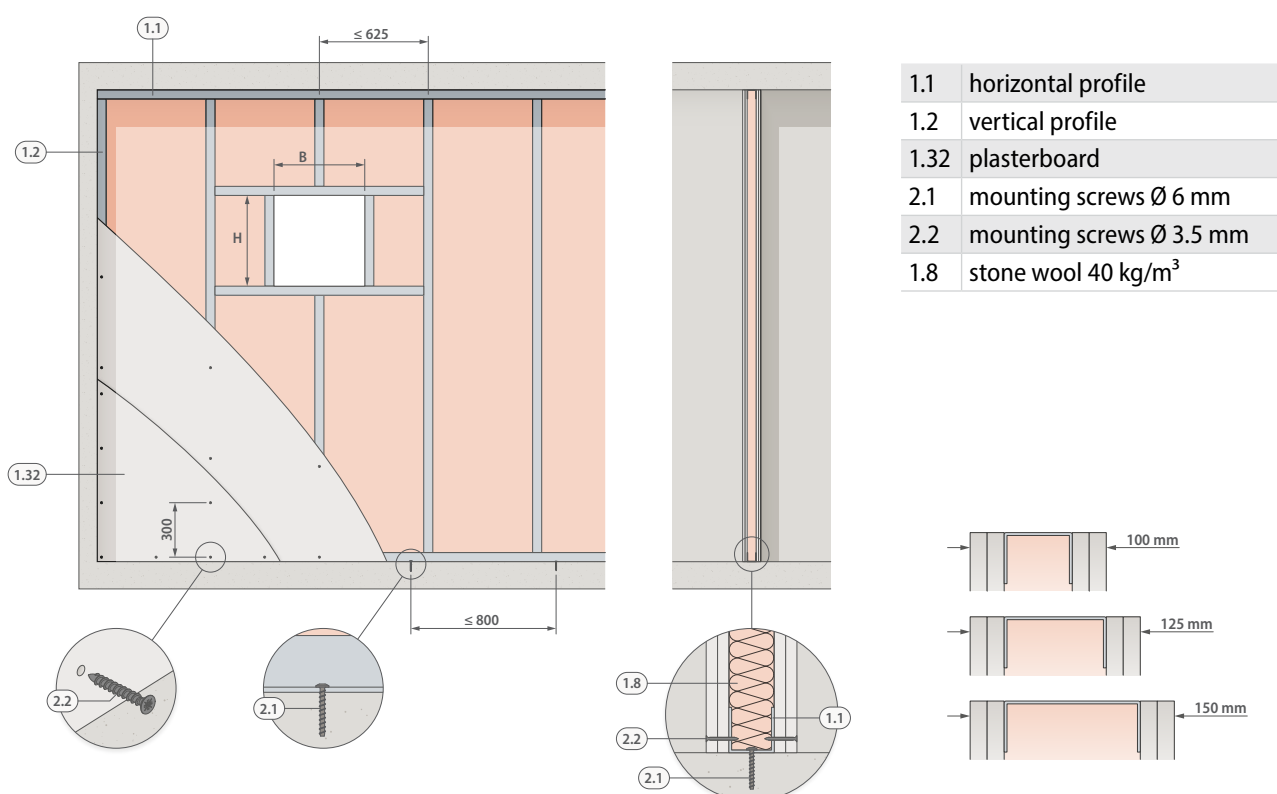 1.1
≤ 625
1.2
B
H
1.32
300
≤ 800
2.2
2.1
1.8
1.1
2.2
2.1
1.1 horizontal profile
1.2 vertical profile
1.32 plasterboard
2.1 mounting screws Ø 6 mm
2.2 mounting screws Ø 3.5 mm
1.8 stone wool 40 kg/m³
100 mm
125 mm
150 mm